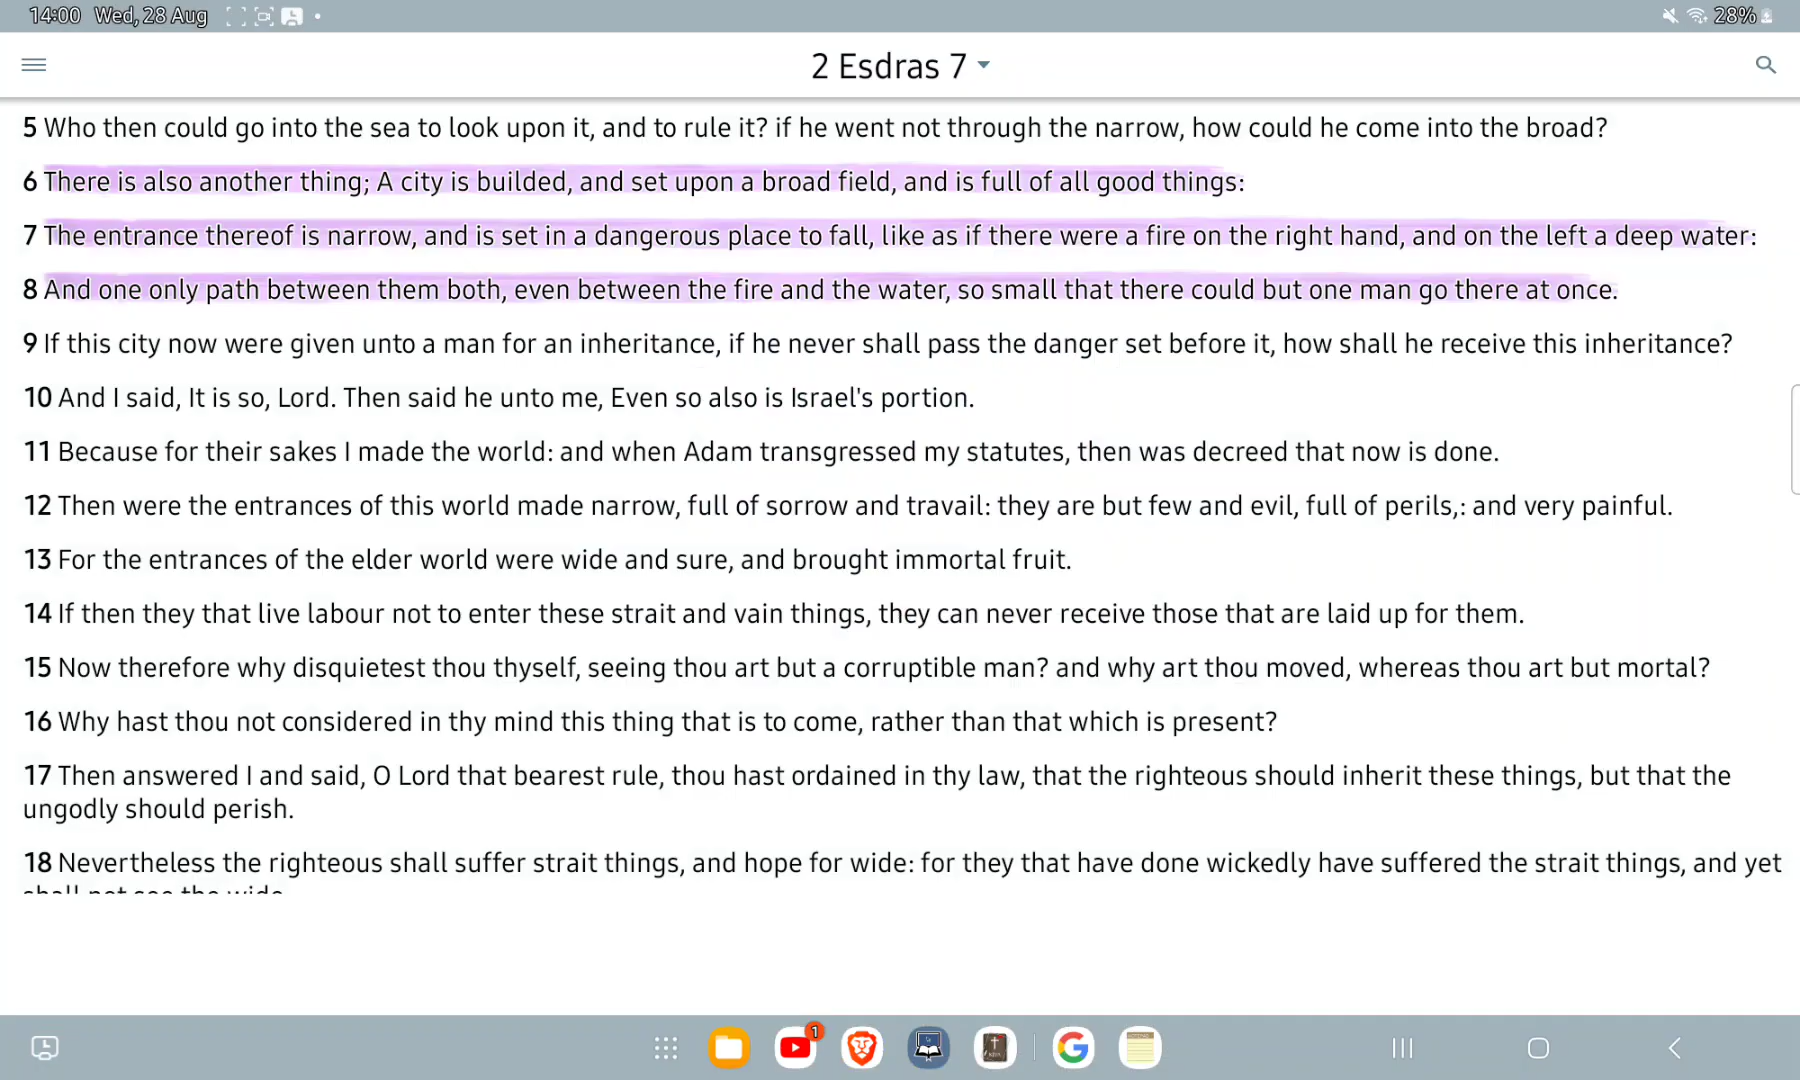 14:00 Wed, 28 Aug
28%
2 Esdras 7
5 Who then could go into the sea to look upon it, and to rule it? if he went not through the narrow, how could he come into the broad?
6 There is also another thing; A city is builded, and set upon a broad field, and is full of all good things:
7 The entrance thereof is narrow, and is set in a dangerous place to fall, like as if there were a fire on the right hand, and on the left a deep water:
8 And one only path between them both, even between the fire and the water, so small that there could but one man go there at once.
9 If this city now were given unto a man for an inheritance, if he never shall pass the danger set before it, how shall he receive this inheritance?
10 And I said, It is so, Lord. Then said he unto me, Even so also is Israel's portion.
11 Because for their sakes I made the world: and when Adam transgressed my statutes, then was decreed that now is done.
12 Then were the entrances of this world made narrow, full of sorrow and travail: they are but few and evil, full of perils,: and very painful.
13 For the entrances of the elder world were wide and sure, and brought immortal fruit.
14 If then they that live labour not to enter these strait and vain things, they can never receive those that are laid up for them.
15 Now therefore why disquietest thou thyself, seeing thou art but a corruptible man? and why art thou moved, whereas thou art but mortal?
16 Why hast thou not considered in thy mind this thing that is to come, rather than that which is present?
17 Then answered I and said, O Lord that bearest rule, thou hast ordained in thy law, that the righteous should inherit these things, but that the
ungodly should perish.
18 Nevertheless the righteous shall suffer strait things, and hope for wide: for they that have done wickedly have suffered the strait things, and yet
shall not see the wide
1